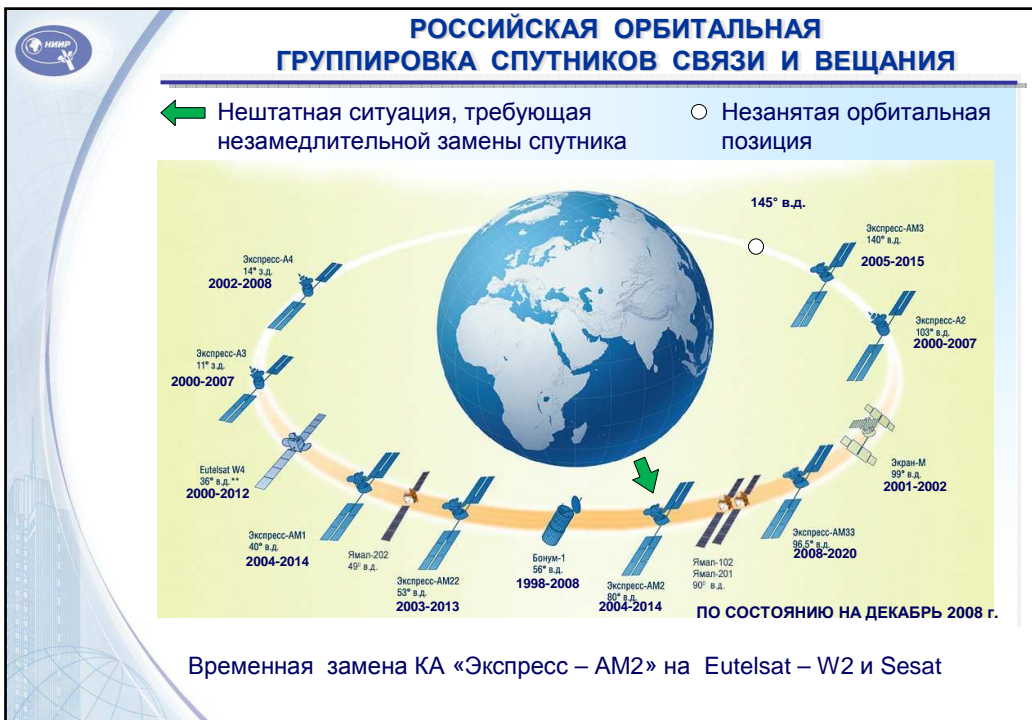 НИИР
РОССИЙСКАЯ ОРБИТАЛЬНАЯ
ГРУППИРОВКА СПУТНИКОВ СВЯЗИ И ВЕЩАНИЯ
Нештатная ситуация, требующая
незамедлительной замены спутника
Незанятая орбитальная
позиция
145° в.д.
Экспресс-АМ3
140° в.д.
2005-2015
Экспресс-А4
14° з.д.
2002-2008
Экспресс-А2
103° в.д.
2000-2007
Экспресс-А3
11° з.д.
2000-2007
Экран-М
99° в.д.
2001-2002
Eutelsat W4
36° в.д.**
2000-2012
Экспресс-АМ1
40° в.д.
2004-2014
Ямал-202
49° в.д.
Экспресс-АМ22
53° в.д.
2003-2013
Бонум-1
56° в.д.
1998-2008
Экспресс-АМ2
80° в.д.
2004-2014
Ямал-102
Ямал-201
90° в.д.
Экспресс-АМ33
96,5° в.д.
2008-2020
ПО СОСТОЯНИЮ НА ДЕКАБРЬ 2008 г.
Временная замена КА «Экспресс – АМ2» на Eutelsat – W2 и Sesat